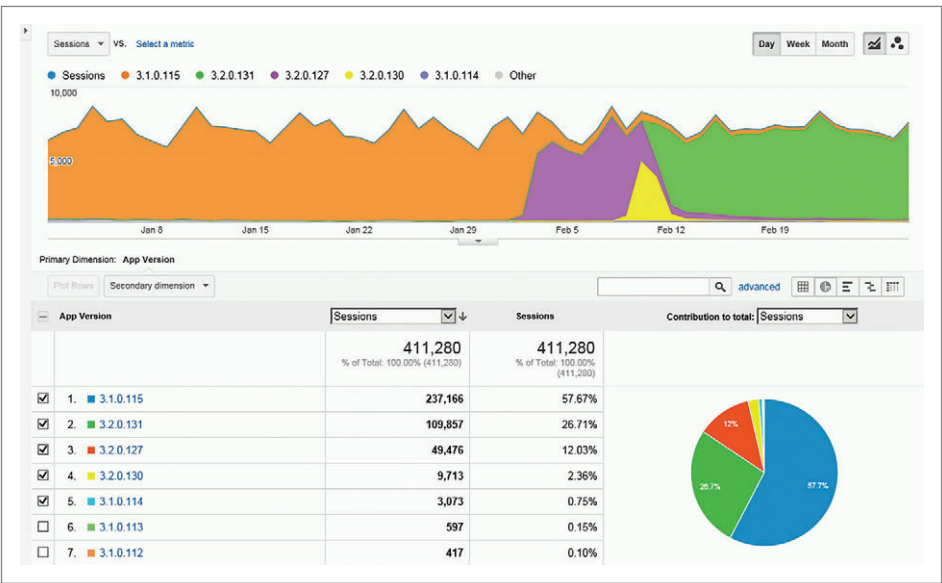 Sessions VS. Select a metric Day Week Month
Sessions 3.1.0.115 3.2.0.131 3.2.0.127 3.2.0.130 3.1.0.114 Other
10,000
5,000
Jan 8 Jan 15 Jan 22 Jan 29 Feb 5 Feb 12 Feb 19
Primary Dimension: App Version
Plot Rows Secondary dimension advanced
App Version Sessions Sessions Contribution to total: Sessions
411,280 411,280
% of Total: 100.00% (411,280) % of Total: 100.00%
(411,280)
1. 3.1.0.115 237,166 57.67%
2. 3.2.0.131 109,857 26.71%
3. 3.2.0.127 49,476 12.03%
4. 3.2.0.130 9,713 2.36%
5. 3.1.0.114 3,073 0.75%
6. 3.1.0.113 597 0.15%
7. 3.1.0.112 417 0.10%
12%
26.7%
57.7%